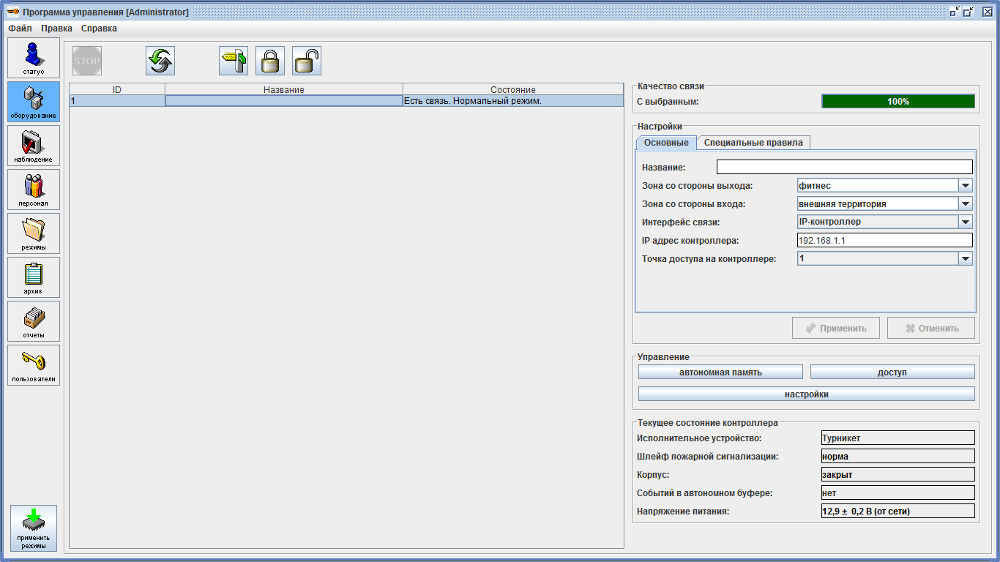 Программа управления [Administrator]
Файл Правка Справка
статус
оборудование
наблюдение
персонал
режимы
архив
отчеты
пользователи
применить
режимы
STOP
ID Название Состояние
1 Есть связь. Нормальный режим.
Качество связи
С выбранным: 100%
Настройки
Основные Специальные правила
Название:
Зона со стороны выхода: фитнес
Зона со стороны входа: внешняя территория
Интерфейс связи: IP-контроллер
IP адрес контроллера: 192.168.1.1
Точка доступа на контроллере: 1
Применить Отменить
Управление
автономная память доступ
настройки
Текущее состояние контроллера
Исполнительное устройство: Турникет
Шлейф пожарной сигнализации: норма
Корпус: закрыт
Событий в автономном буфере: нет
Напряжение питания: 12,9 ± 0,2 В (от сети)